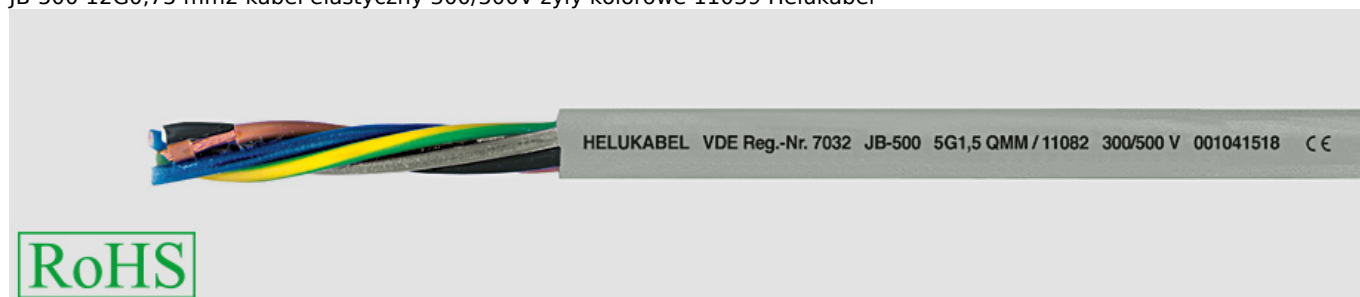 JB-500 12G0,75 mm2 kabel elastyczny 300/500V żyły kolorowe 11039 Helukabel
HELUKABEL VDE Reg.-Nr. 7032 JB-500 5G1,5 QMM / 11082 300/500 V 001041518 CE
RoHS